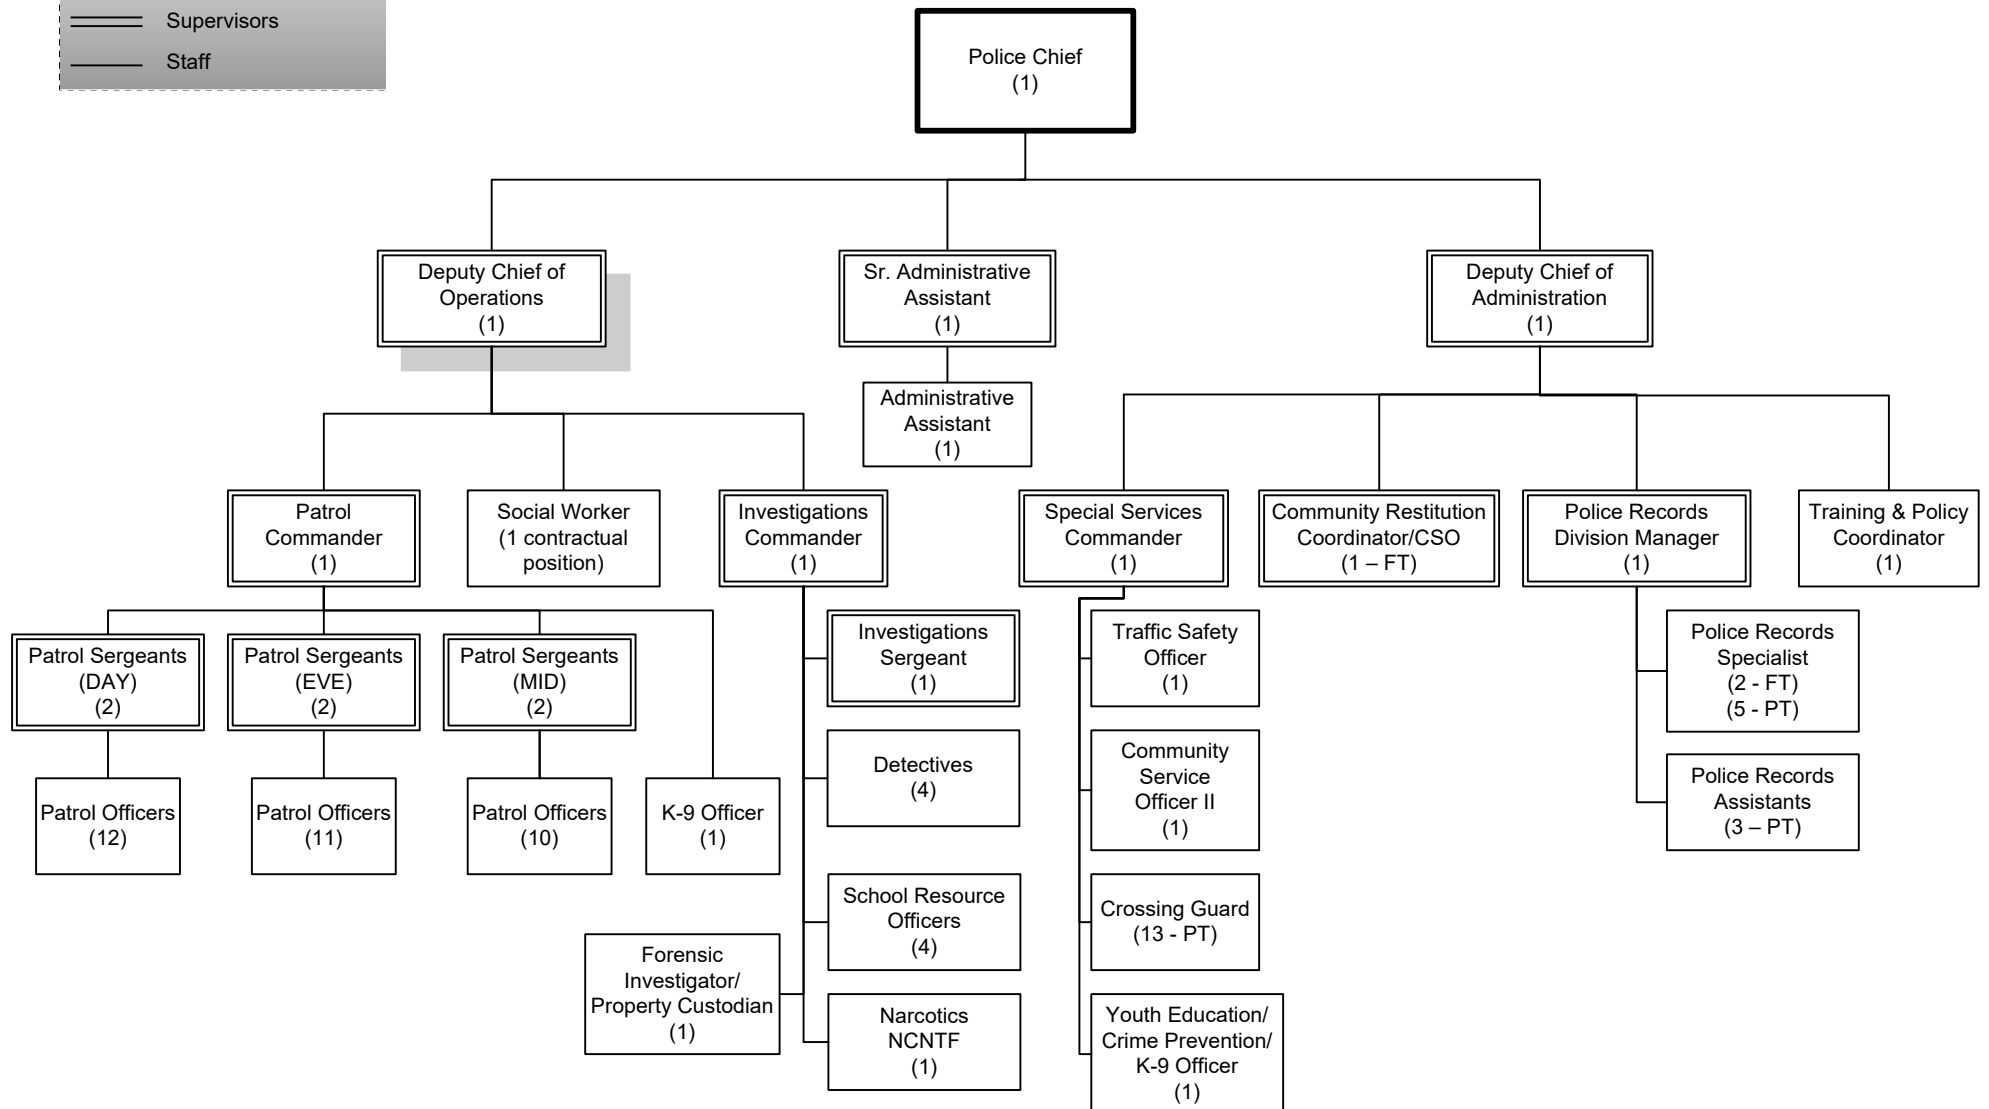 Supervisors
Staff
Police Chief
(1)
Deputy Chief of
Operations
(1)
Sr. Administrative
Assistant
(1)
Deputy Chief of
Administration
(1)
Administrative
Assistant
(1)
Patrol
Commander
(1)
Social Worker
(1 contractual
position)
Investigations
Commander
(1)
Special Services
Commander
(1)
Community Restitution
Coordinator/CSO
(1 – FT)
Police Records
Division Manager
(1)
Training & Policy
Coordinator
(1)
Patrol Sergeants
(DAY)
(2)
Patrol Sergeants
(EVE)
(2)
Patrol Sergeants
(MID)
(2)
Investigations
Sergeant
(1)
Traffic Safety
Officer
(1)
Police Records
Specialist
(2 - FT)
(5 - PT)
Detectives
(4)
Community
Service
Officer II
(1)
Police Records
Assistants
(3 – PT)
Patrol Officers
(12)
Patrol Officers
(11)
Patrol Officers
(10)
K-9 Officer
(1)
School Resource
Officers
(4)
Crossing Guard
(13 - PT)
Forensic
Investigator/
Property Custodian
(1)
Narcotics
NCNTF
(1)
Youth Education/
Crime Prevention/
K-9 Officer
(1)